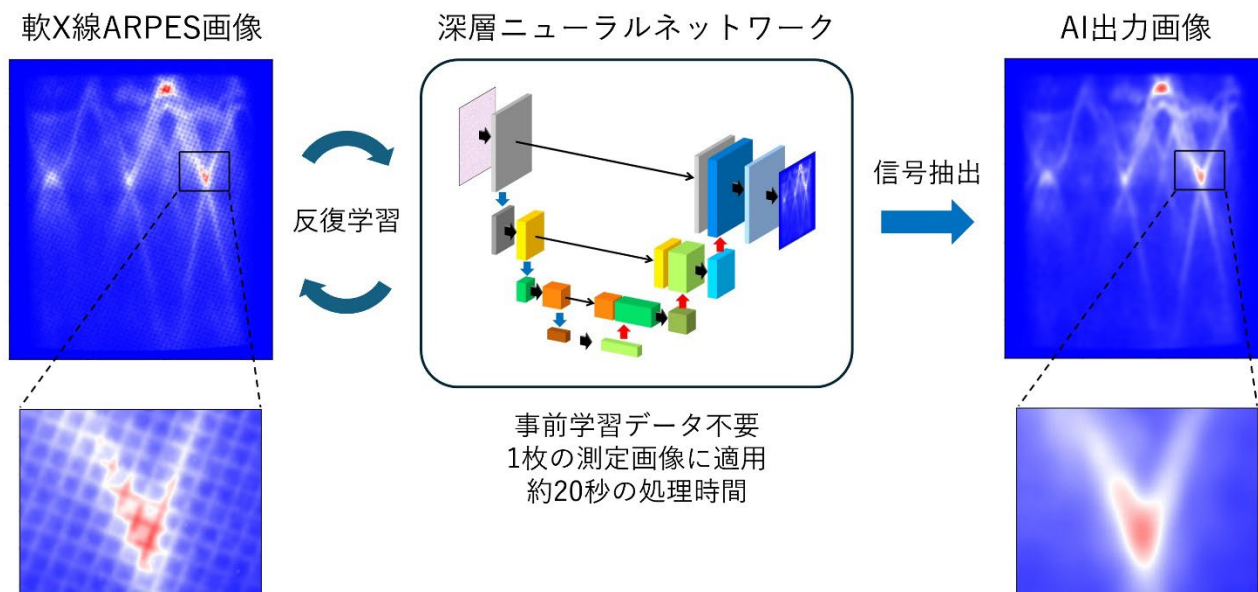 軟X線ARPES画像
深層ニューラルネットワーク
AI出力画像
反復学習
信号抽出
事前学習データ不要
1枚の測定画像に適用
約20秒の処理時間